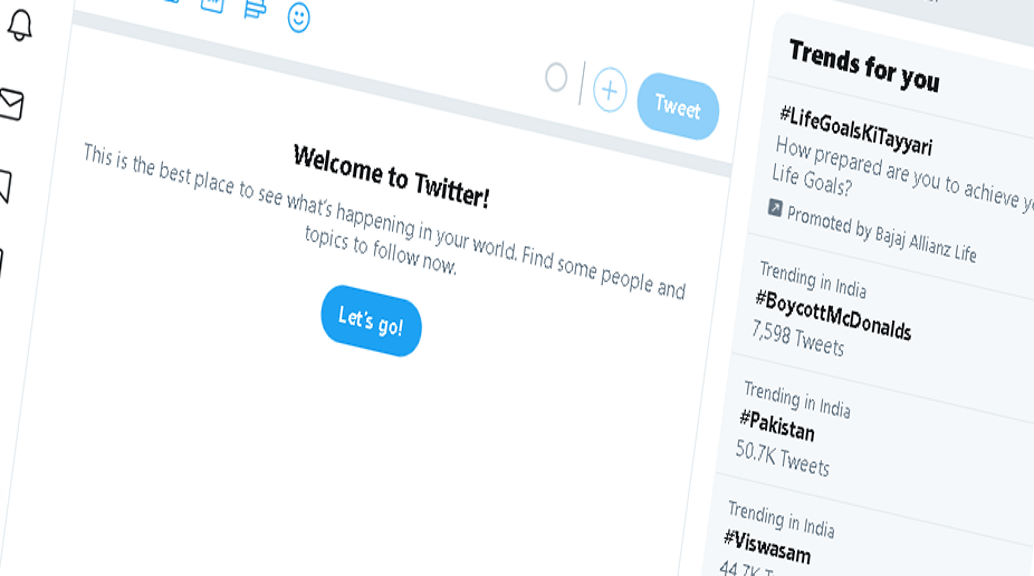 Tweet
Welcome to Twitter!
This is the best place to see what's happening in your world. Find some people and
topics to follow now.
Let's go!
Trends for you
#LifeGoalsKiTayyari
How prepared are you to achieve
Life Goals?
Promoted by Bajaj Allianz Life
Trending in India
#BoycottMcDonalds
7,598 Tweets
Trending in India
#Pakistan
50.7K Tweets
Trending in India
#Viswasam
44.7K